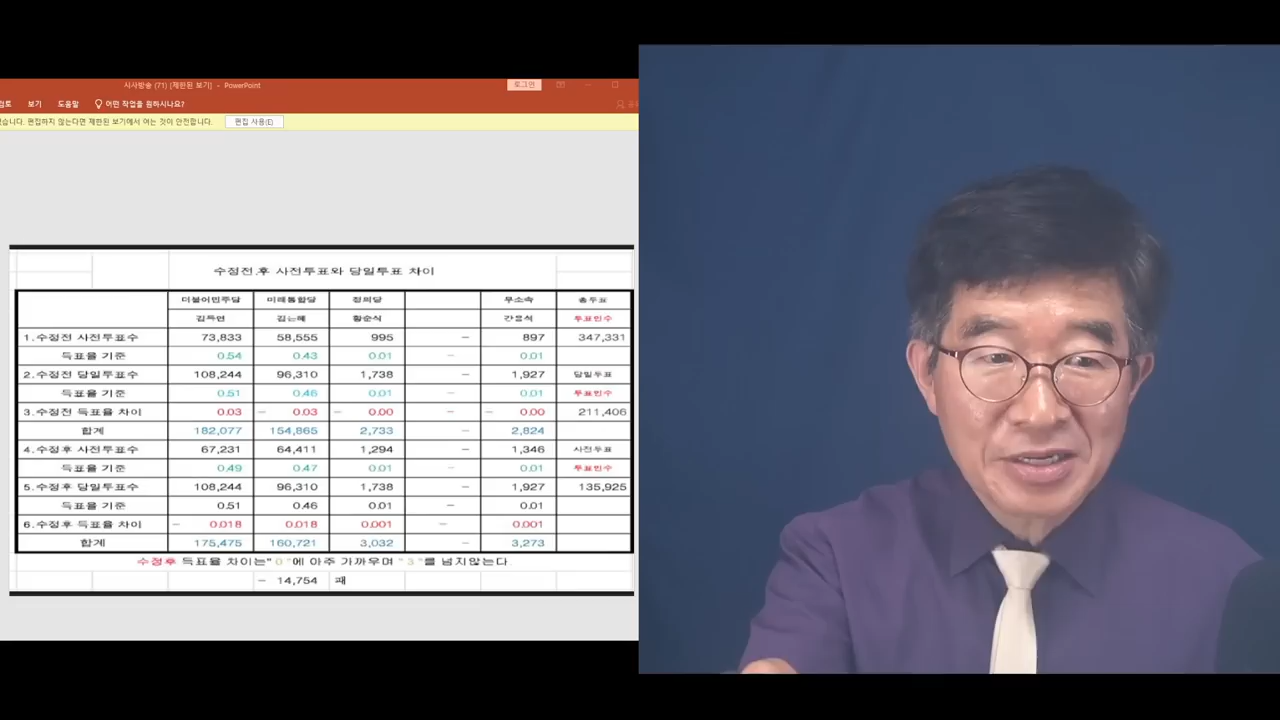 시사방송 (71) [제한된 보기] - PowerPoint 로그인
검토 보기 도움말 어떤 작업을 원하시나요?
습니다. 편집하지 않는다면 제한된 보기에서 여는 것이 안전합니다. 편집 사용(E)
수정전.후 사전투표와 당일투표 차이
더불어민주당 미래통합당 정의당 무소속 총투표
황순식 투표인수
1.수정전 사전투표수 73,833 58,555 995 - 897 347,331
득표율 기준 0.54 0.43 0.01 - 0.01
2.수정전 당일투표수 108,244 96,310 1,738 - 1,927 당일투표
득표율 기준 0.51 0.46 0.01 - 0.01 투표인수
3.수정전 득표율 차이 0.03 - 0.03 - 0.00 - - 0.00 211,406
합계 182,077 154,865 2,733 - 2,824
4.수정후 사전투표수 67,231 64,411 1,294 - 1,346 사전투표
득표율 기준 0.49 0.47 0.01 - 0.01 투표인수
5.수정후 당일투표수 108,244 96,310 1,738 - 1,927 135,925
득표율 기준 0.51 0.46 0.01 - 0.01
6.수정후 득표율 차이 - 0.018 0.018 0.001 - 0.001
합계 175,475 160,721 3,032 - 3,273
수정후 득표율 차이는"0"에 아주 가까우며 "3"를 넘지않는다
- 14,754 패